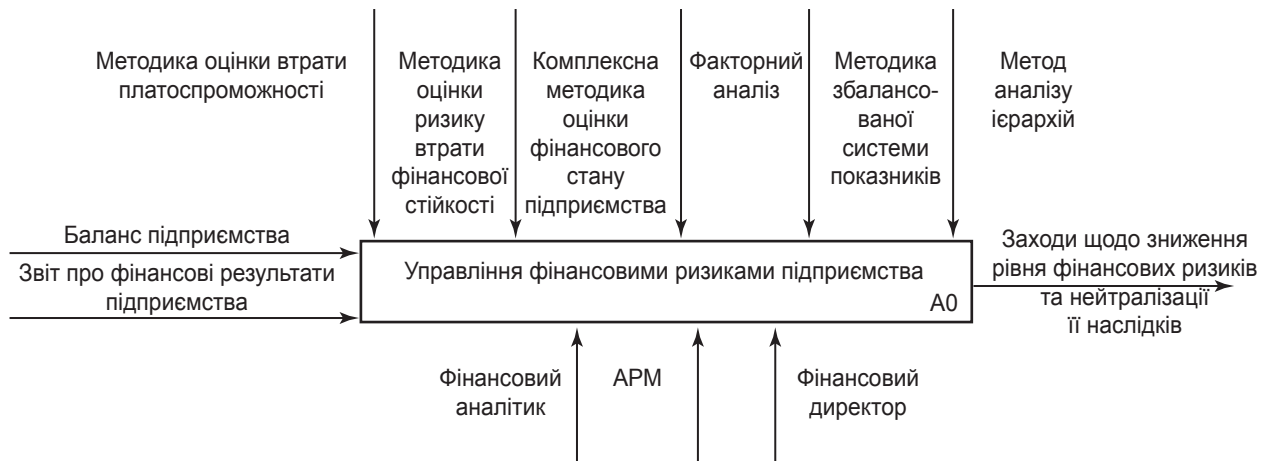 Методика оцінки втрати
платоспроможності
Методика
оцінки
ризику
втрати
фінансової
стійкості
Комплексна
методика
оцінки
фінансового
стану
підприємства
Факторний
аналіз
Методика
збалансо-
ваної
системи
показників
Метод
аналізу
ієрархій
Баланс підприємства
Звіт про фінансові результати
підприємства
Управління фінансовими ризиками підприємства
А0
Заходи щодо зниження
рівня фінансових ризиків
та нейтралізації
її наслідків
Фінансовий
аналітик
АРМ
Фінансовий
директор